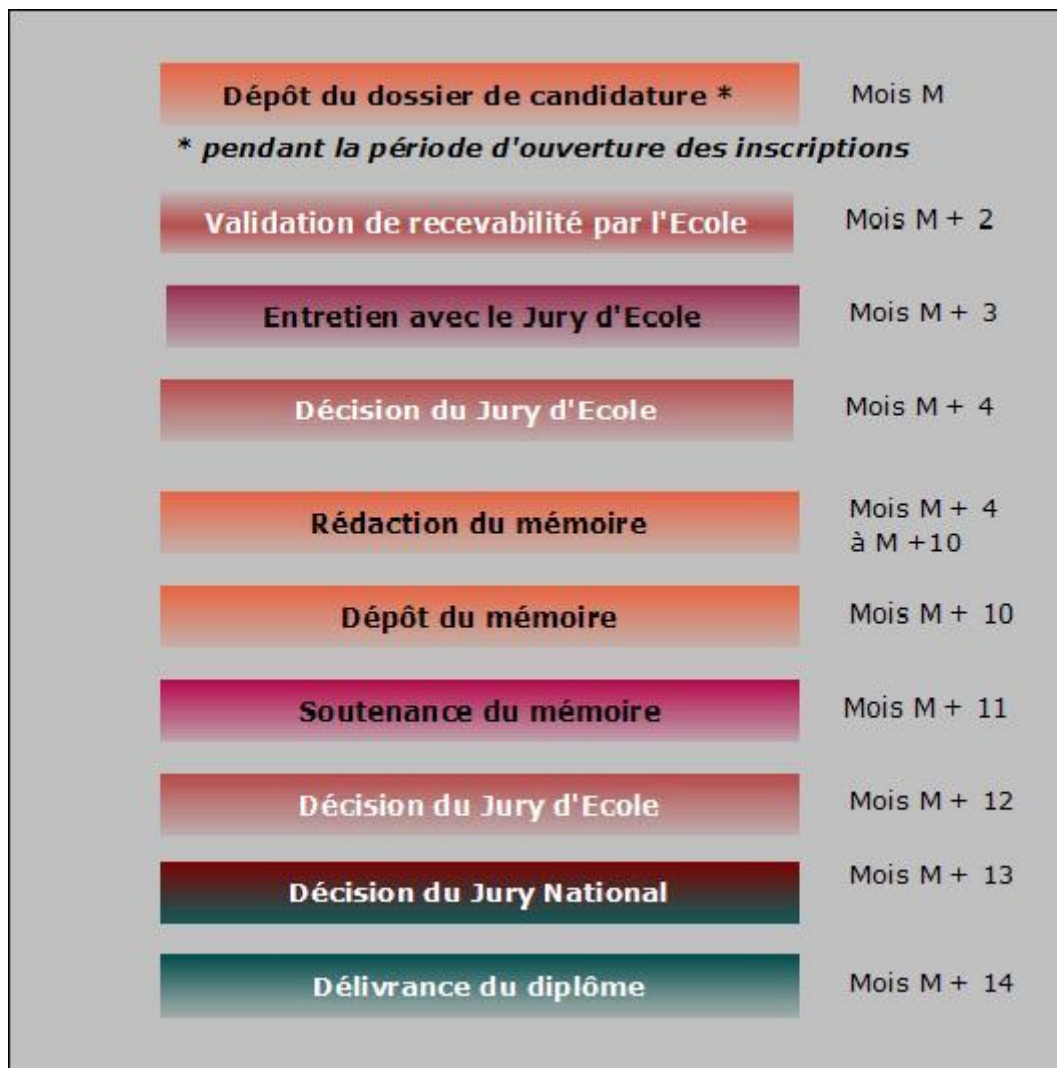 Dépôt du dossier de candidature * Mois M
* pendant la période d'ouverture des inscriptions
Validation de recevabilité par l'Ecole Mois M + 2
Entretien avec le Jury d'Ecole Mois M + 3
Décision du Jury d'Ecole Mois M + 4
Rédaction du mémoire Mois M + 4
à M +10
Dépôt du mémoire Mois M + 10
Soutenance du mémoire Mois M + 11
Décision du Jury d'Ecole Mois M + 12
Décision du Jury National Mois M + 13
Délivrance du diplôme Mois M + 14